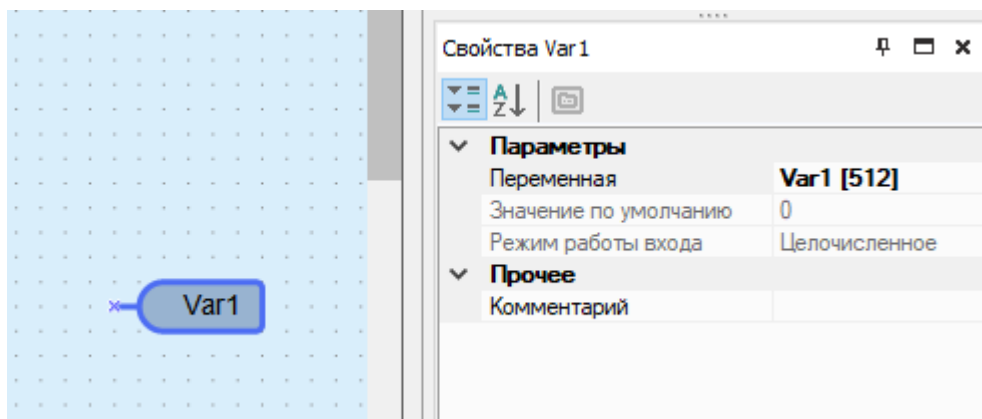 Свойства Var1
Параметры
Переменная Var1 [512]
Значение по умолчанию 0
Режим работы входа Целочисленное
Прочее
Комментарий
Var1